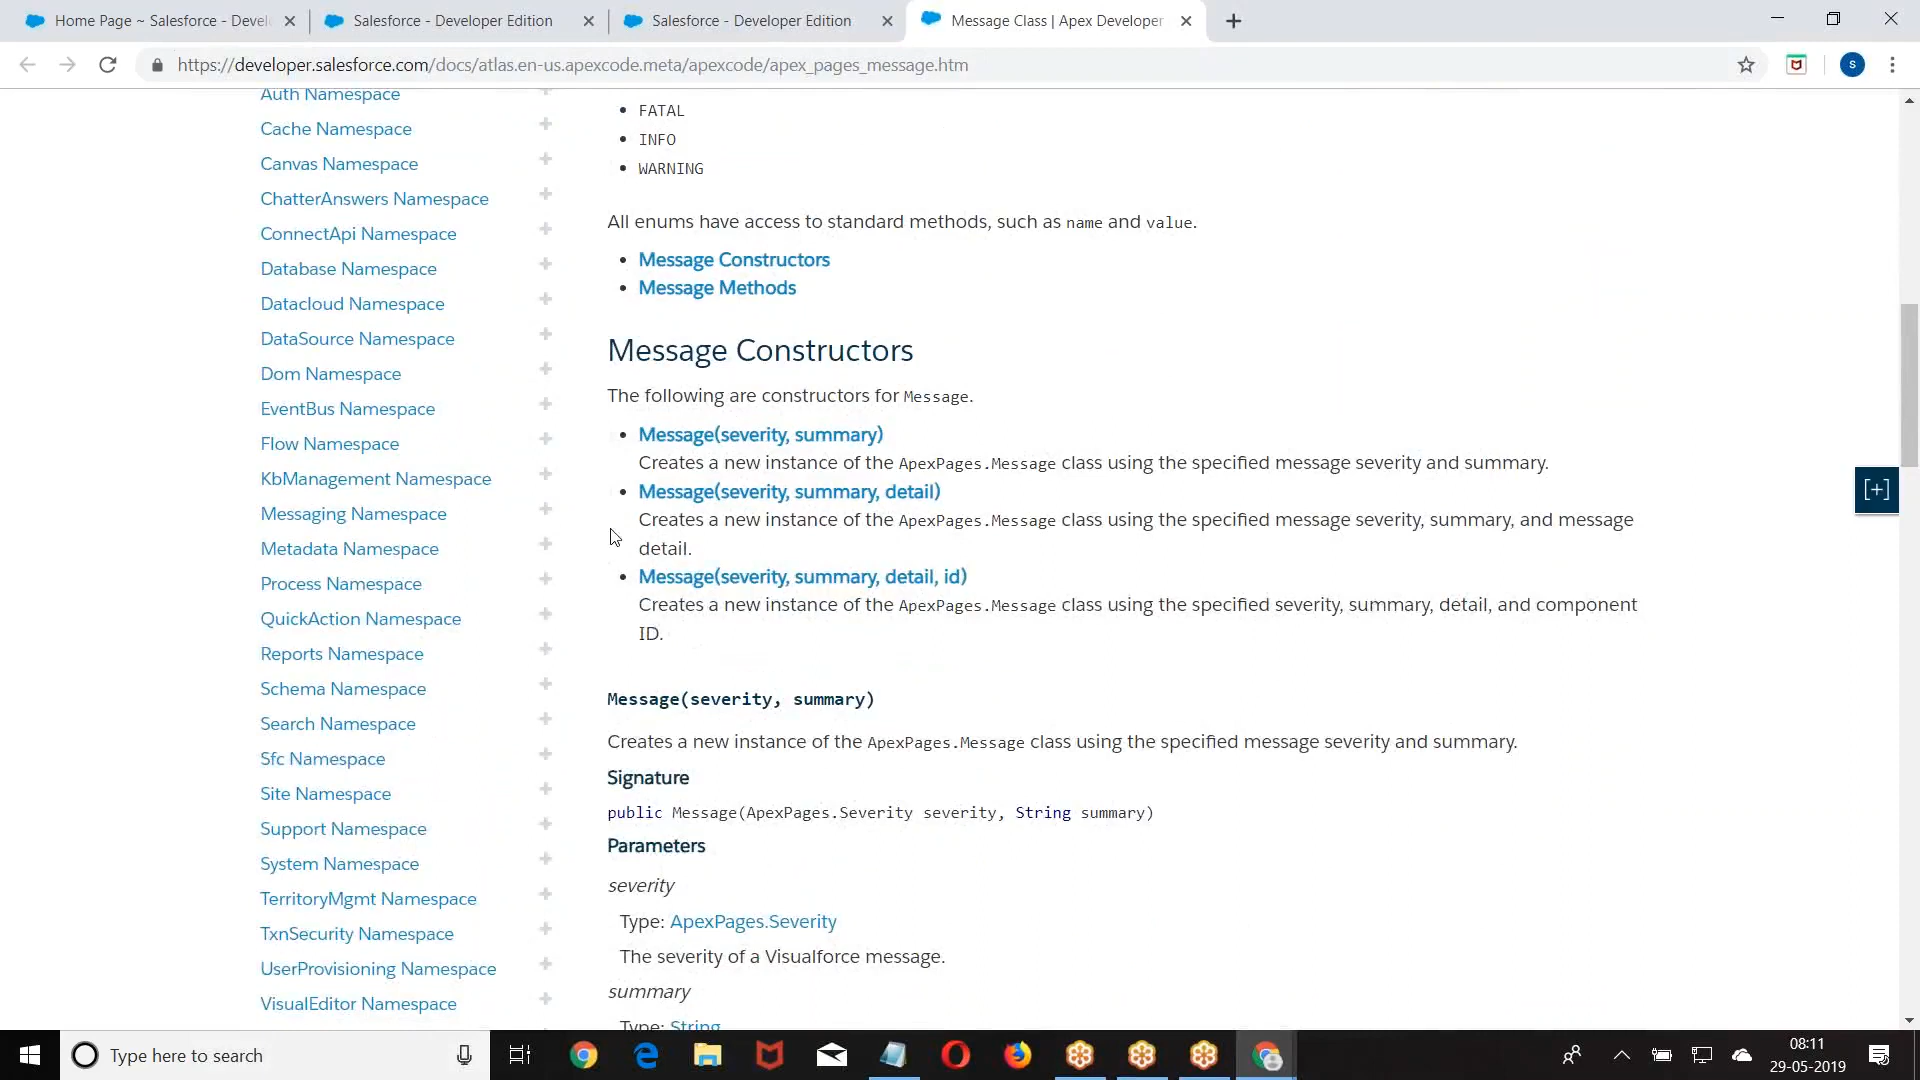 Home Page ~ Salesforce - Devel
Salesforce - Developer Edition
Salesforce - Developer Edition
Message Class | Apex Developer
https://developer.salesforce.com/docs/atlas.en-us.apexcode.meta/apexcode/apex_pages_message.htm
S
Auth Namespace
Cache Namespace
Canvas Namespace
ChatterAnswers Namespace
ConnectApi Namespace
Database Namespace
Datacloud Namespace
DataSource Namespace
Dom Namespace
EventBus Namespace
Flow Namespace
KbManagement Namespace
Messaging Namespace
Metadata Namespace
Process Namespace
QuickAction Namespace
Reports Namespace
Schema Namespace
Search Namespace
Sfc Namespace
Site Namespace
Support Namespace
System Namespace
TerritoryMgmt Namespace
TxnSecurity Namespace
UserProvisioning Namespace
VisualEditor Namespace
• FATAL
• INFO
• WARNING
All enums have access to standard methods, such as name and value.
• Message Constructors
• Message Methods
Message Constructors
The following are constructors for Message.
• Message(severity, summary)
Creates a new instance of the ApexPages.Message class using the specified message severity and summary.
• Message(severity, summary, detail)
Creates a new instance of the ApexPages.Message class using the specified message severity, summary, and message
detail.
• Message(severity, summary, detail, id)
Creates a new instance of the ApexPages.Message class using the specified severity, summary, detail, and component
ID.
Message(severity, summary)
Creates a new instance of the ApexPages.Message class using the specified message severity and summary.
Signature
public Message(ApexPages.Severity severity, String summary)
Parameters
severity
Type: ApexPages.Severity
The severity of a Visualforce message.
summary
Type: String
[+]
Type here to search
08:11
29-05-2019